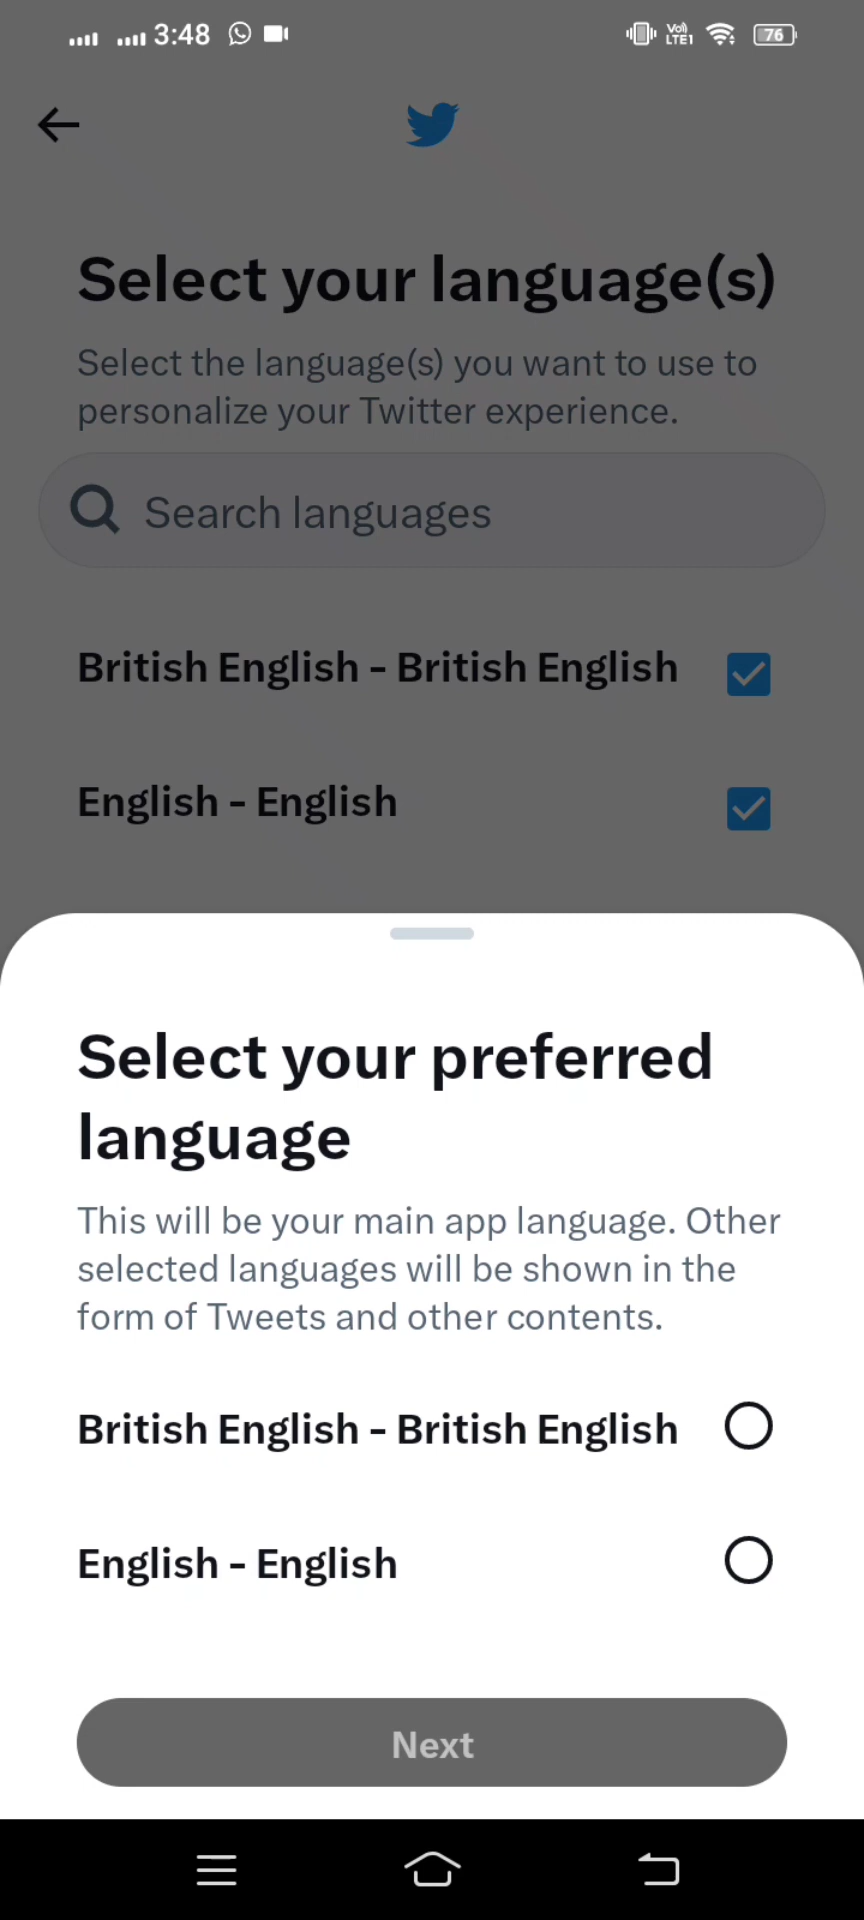 3:48
Vo))
LTE1
76
Select your language(s)
Select the language(s) you want to use to
personalize your Twitter experience.
Search languages
British English - British English
English - English
Select your preferred
language
This will be your main app language. Other
selected languages will be shown in the
form of Tweets and other contents.
British English - British English
English - English
Next